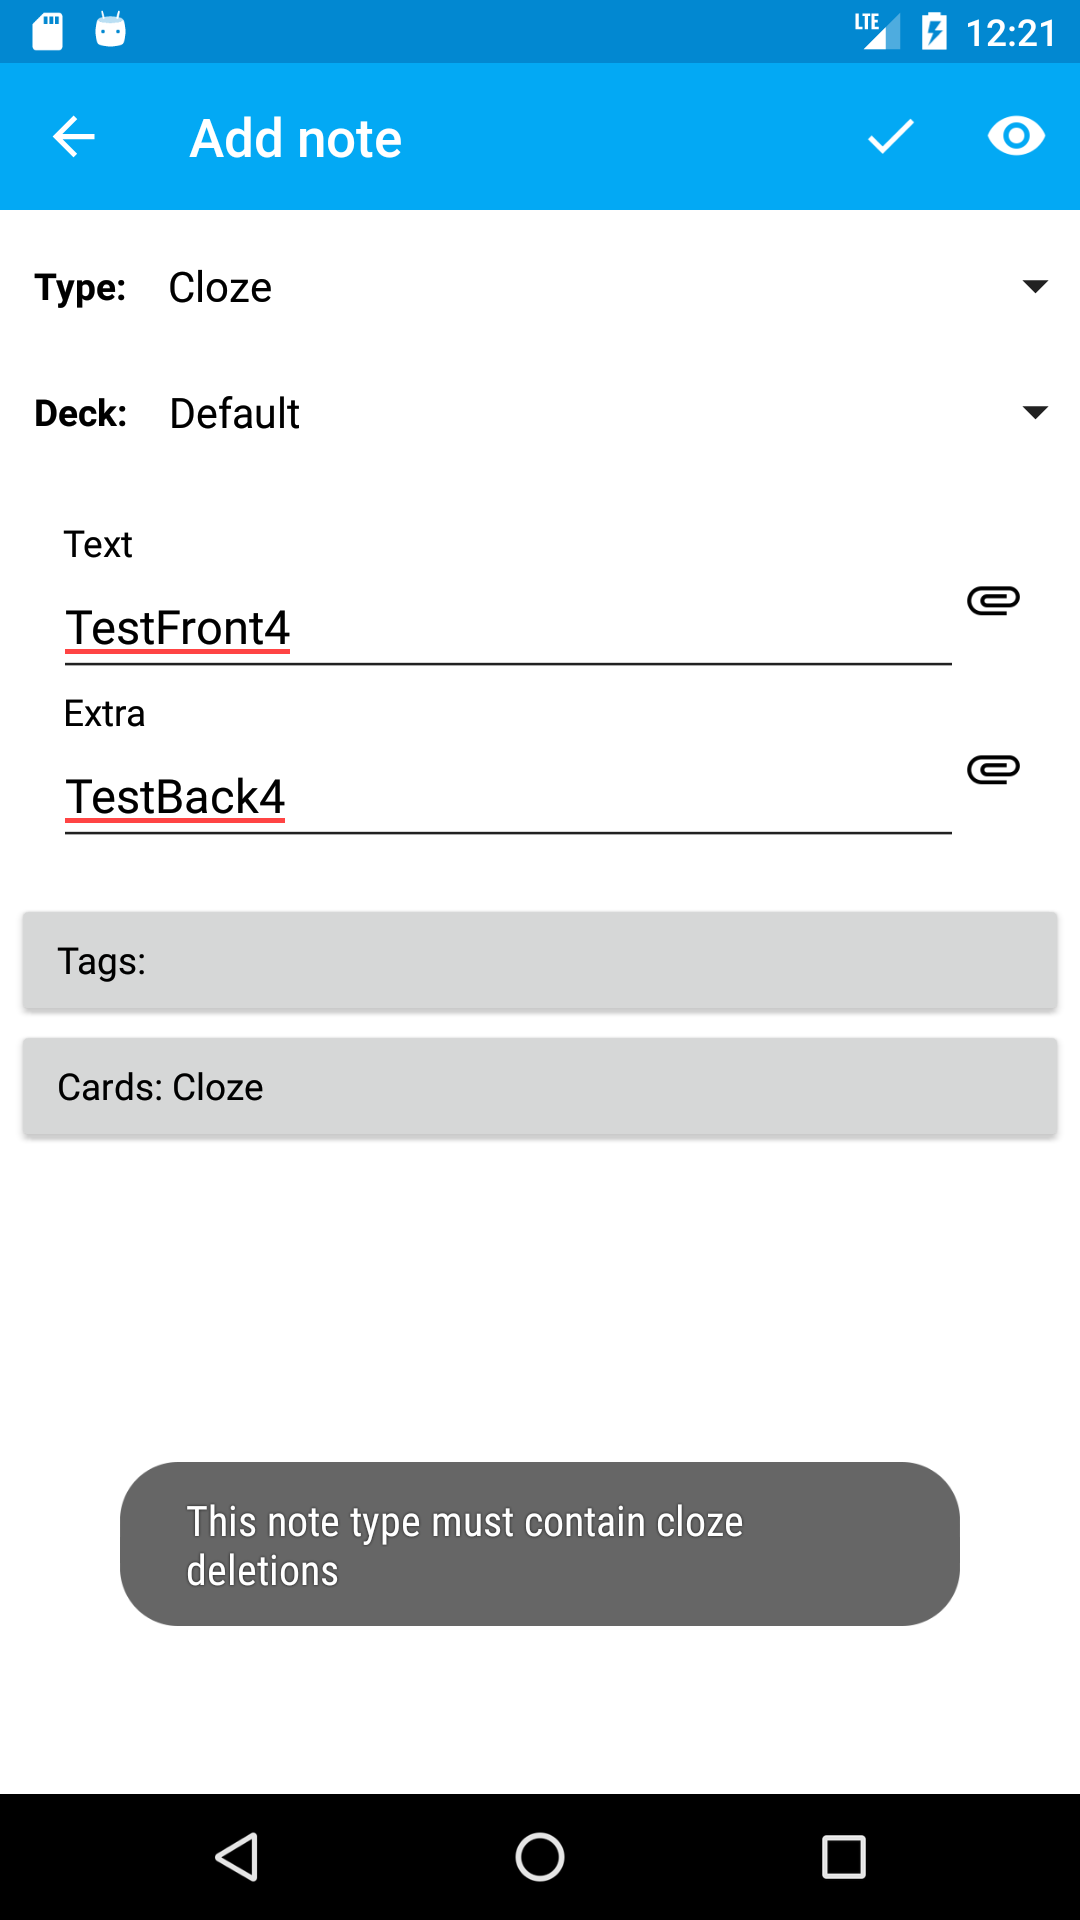 LTE 12:21
Add note
Type: Cloze
Deck: Default
Text
TestFront4
Extra
TestBack4
Tags:
Cards: Cloze
This note type must contain cloze
deletions